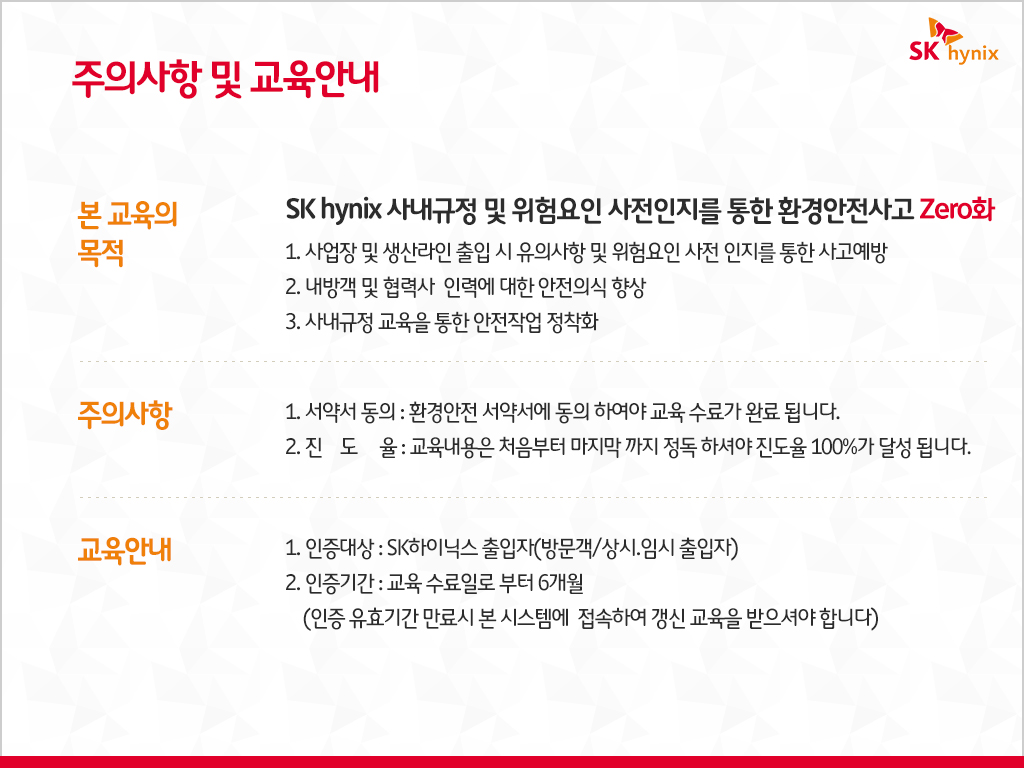 SK hynix
주의사항 및 교육안내
본 교육의
목적
SK hynix 사내규정 및 위험요인 사전인지를 통한 환경안전사고 Zero화
1. 사업장 및 생산라인 출입 시 유의사항 및 위험요인 사전 인지를 통한 사고예방
2. 내방객 및 협력사 인력에 대한 안전의식 향상
3. 사내규정 교육을 통한 안전작업 정착화
주의사항
1. 서약서 동의 : 환경안전 서약서에 동의 하여야 교육 수료가 완료 됩니다.
2. 진 도 율 : 교육내용은 처음부터 마지막 까지 정독 하셔야 진도율 100%가 달성 됩니다.
교육안내
1. 인증대상 : SK하이닉스 출입자(방문객/상시.임시 출입자)
2. 인증기간 : 교육 수료일로 부터 6개월
(인증 유효기간 만료시 본 시스템에 접속하여 갱신 교육을 받으셔야 합니다)